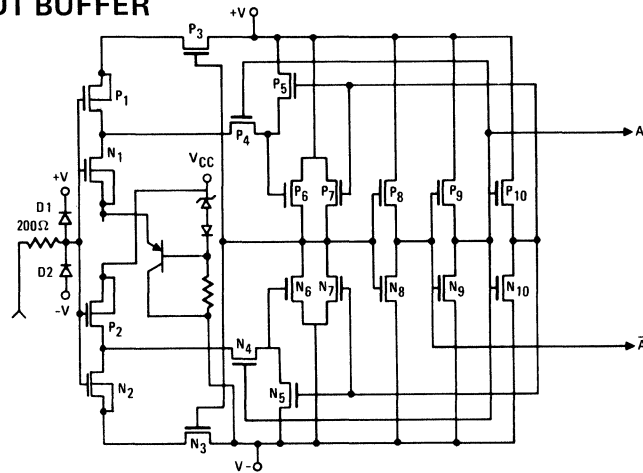 UT BUFFER
+V
P3
P1
P5
P4
A
N1
VCC
+V
D1
200Ω
D2
-V
P6
P7
P8
P9
P10
P2
N6
N7
N8
N9
N10
N4
A̅
N2
N5
N3
V-